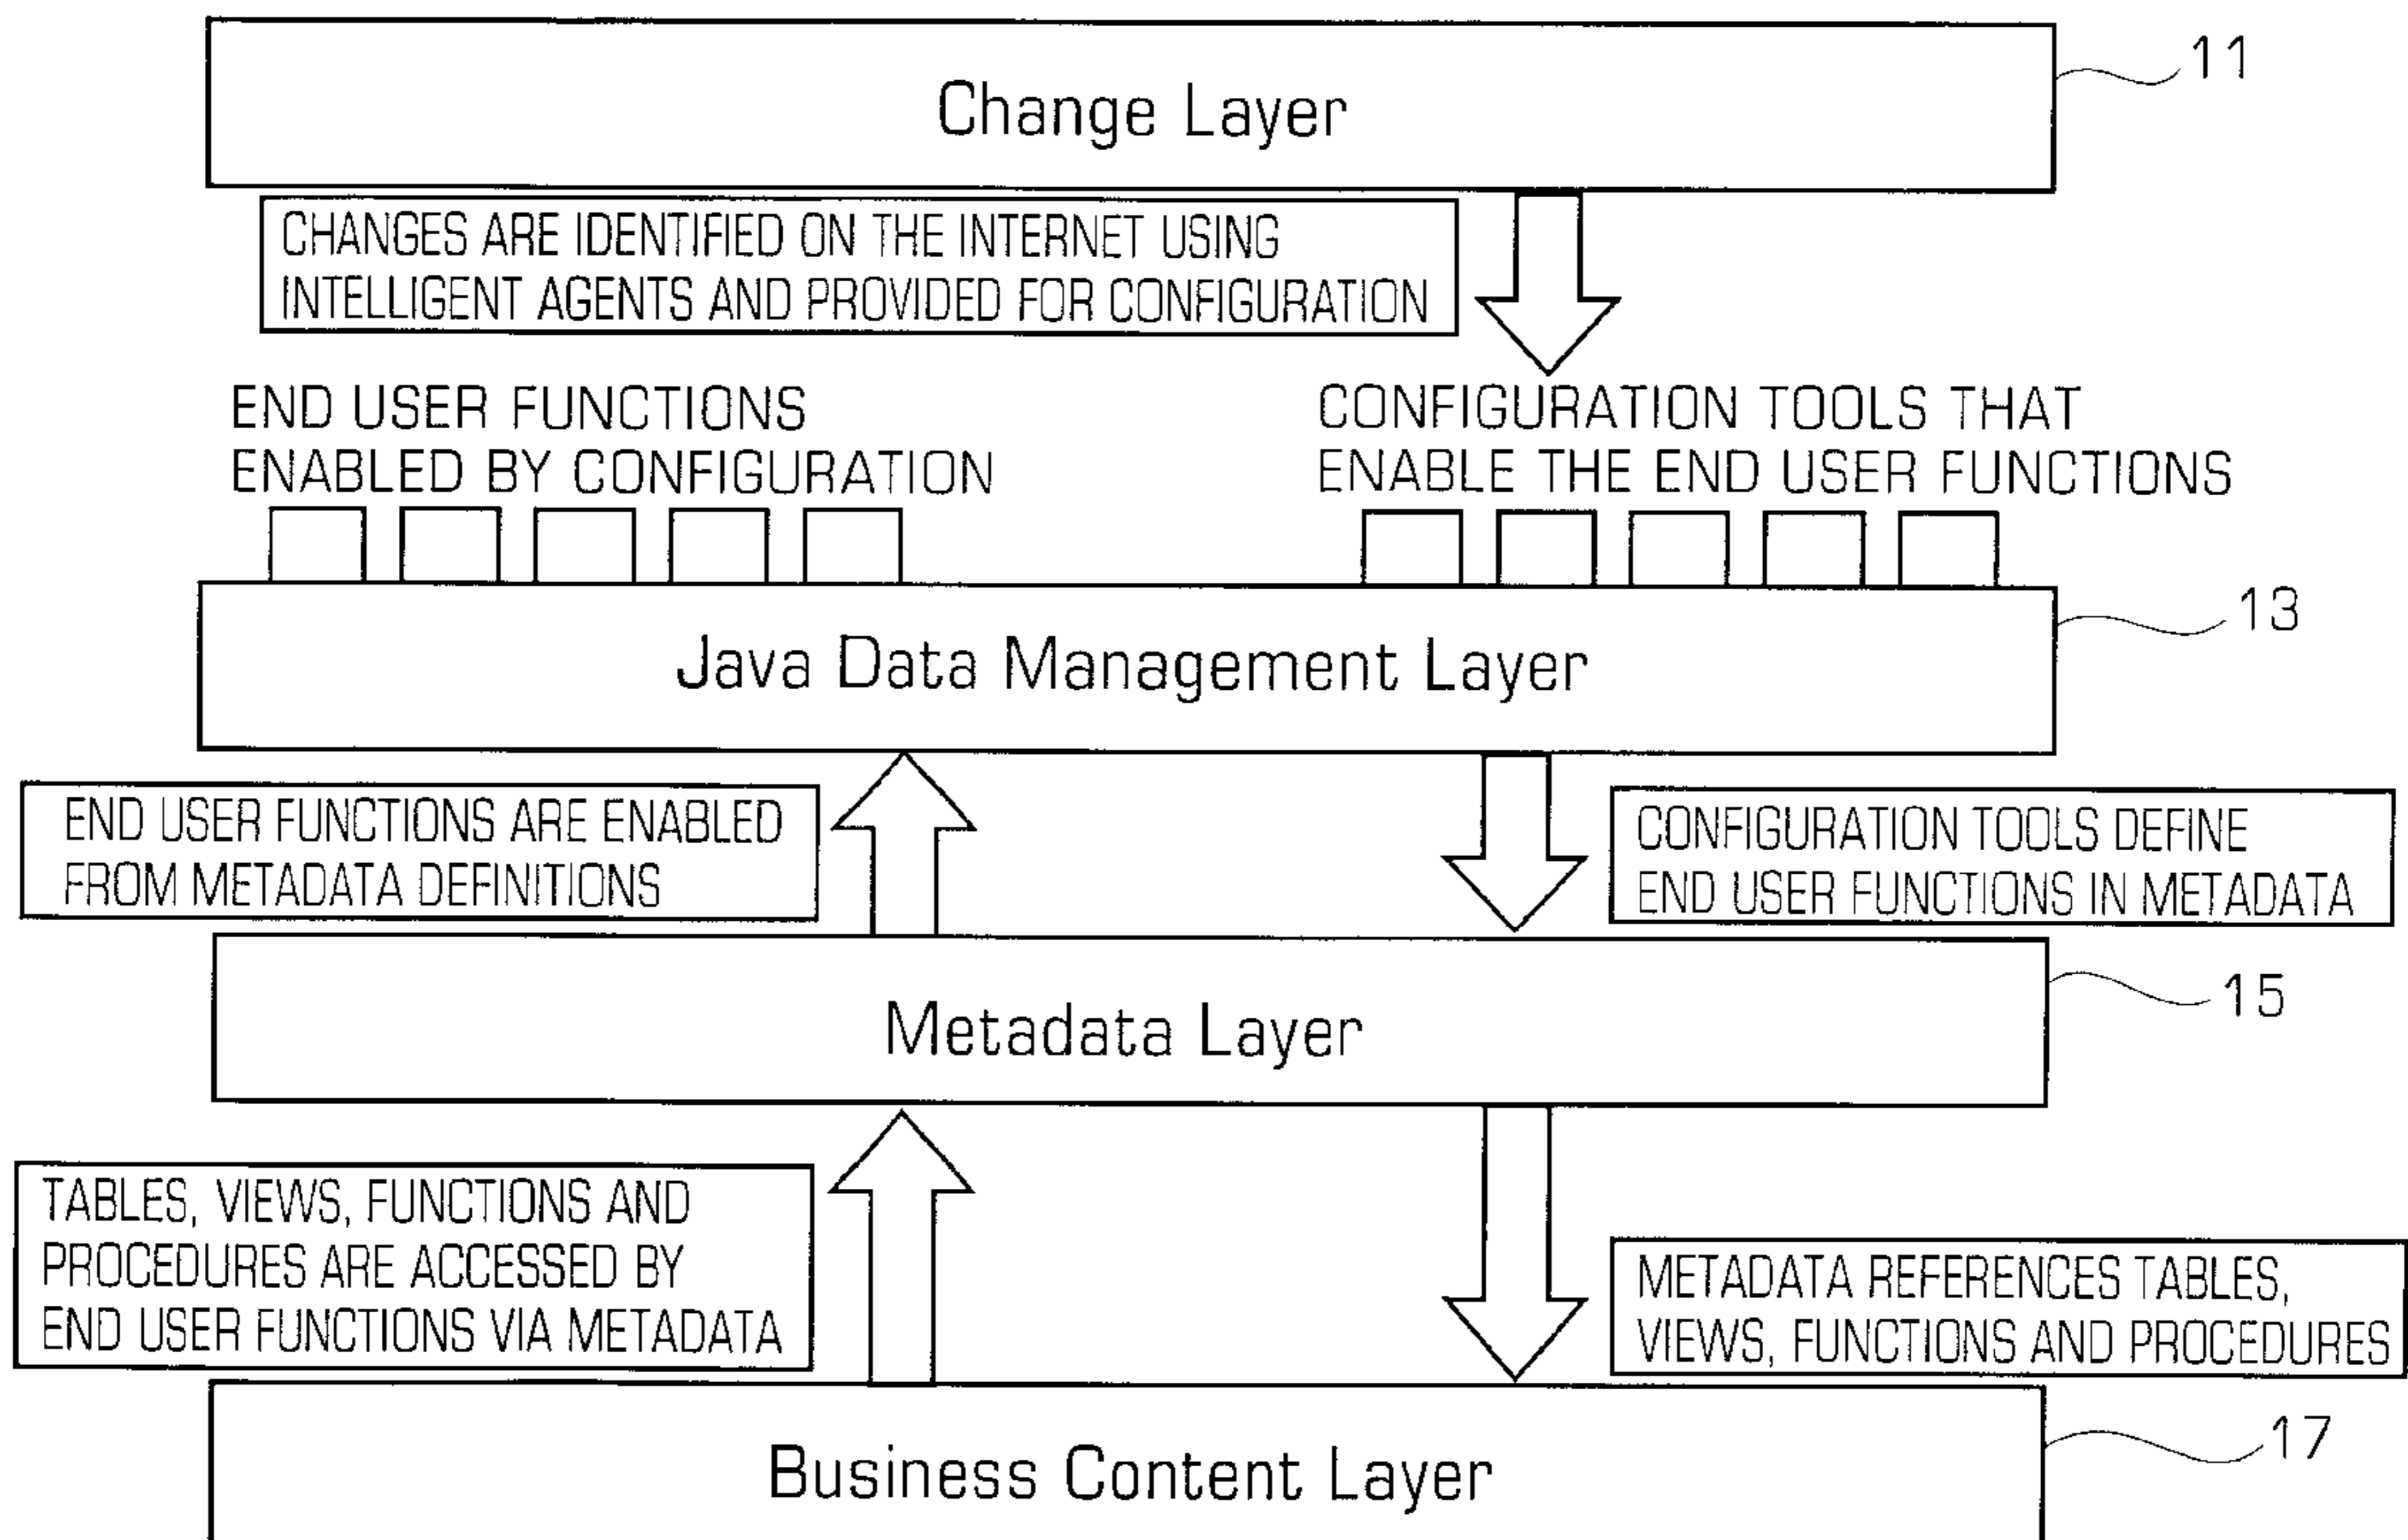 11
Change Layer
CHANGES ARE IDENTIFIED ON THE INTERNET USING
INTELLIGENT AGENTS AND PROVIDED FOR CONFIGURATION
END USER FUNCTIONS
ENABLED BY CONFIGURATION
CONFIGURATION TOOLS THAT
ENABLE THE END USER FUNCTIONS
13
Java Data Management Layer
END USER FUNCTIONS ARE ENABLED
FROM METADATA DEFINITIONS
CONFIGURATION TOOLS DEFINE
END USER FUNCTIONS IN METADATA
15
Metadata Layer
TABLES, VIEWS, FUNCTIONS AND
PROCEDURES ARE ACCESSED BY
END USER FUNCTIONS VIA METADATA
METADATA REFERENCES TABLES,
VIEWS, FUNCTIONS AND PROCEDURES
17
Business Content Layer